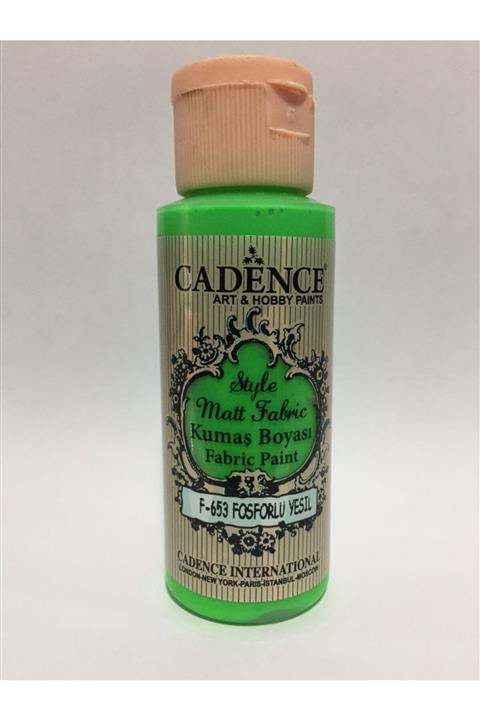 CADENCE®
ART & HOBBY PAINTS
Style
Matt Fabric
Kumaş Boyası
Fabric Paint
F-653 FOSFORLU YESIL
CADENCE INTERNATIONAL
LONDON-NEW YORK-PARIS-ISTANBUL-MOSCOW